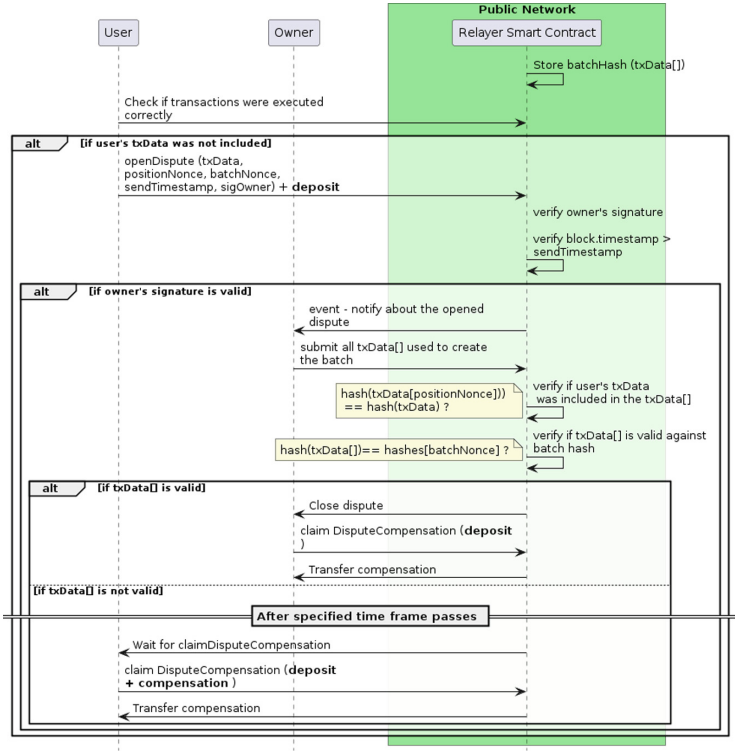 Public Network
User
Owner
Relayer Smart Contract
Store batchHash (txData[])
Check if transactions were executed
correctly
alt
[if user's txData was not included]
openDispute (txData,
positionNonce, batchNonce,
sendTimestamp, sigOwner) + deposit
verify owner's signature
verify block.timestamp >
sendTimestamp
alt
[if owner's signature is valid]
event - notify about the opened
dispute
submit all txData[] used to create
the batch
hash(txData[positionNonce]))
== hash(txData) ?
verify if user's txData
was included in the txData[]
hash(txData[])== hashes[batchNonce] ?
verify if txData[] is valid against
batch hash
alt
[if txData[] is valid]
Close dispute
claim DisputeCompensation (deposit
)
Transfer compensation
[if txData[] is not valid]
After specified time frame passes
Wait for claimDisputeCompensation
claim DisputeCompensation (deposit
+ compensation )
Transfer compensation